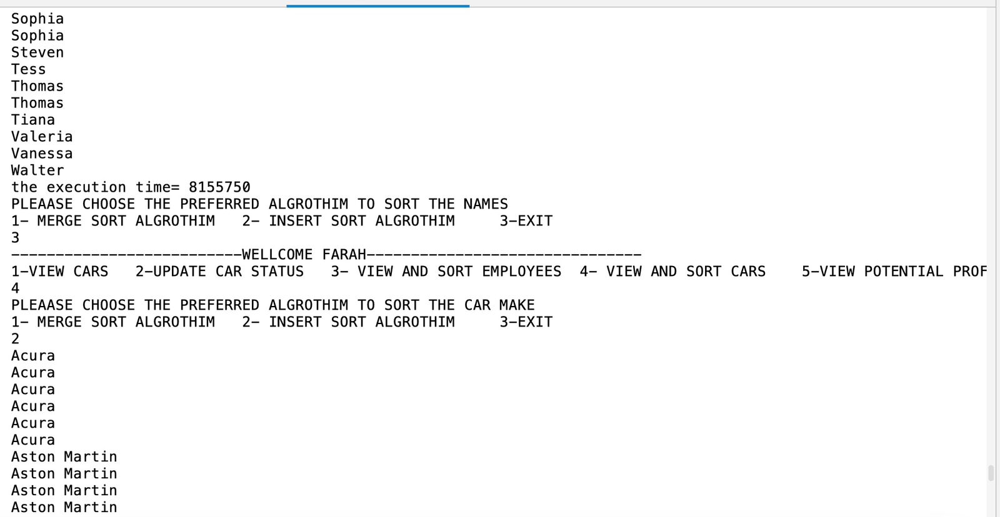 Sophia
Sophia
Steven
Tess
Thomas
Thomas
Tiana
Valeria
Vanessa
Walter
the execution time= 8155750
PLEAASE CHOOSE THE PREFERRED ALGROTHIM TO SORT THE NAMES
1- MERGE SORT ALGROTHIM   2- INSERT SORT ALGROTHIM     3-EXIT
3
--------------------------WELLCOME FARAH-------------------------------
1-VIEW CARS   2-UPDATE CAR STATUS   3- VIEW AND SORT EMPLOYEES  4- VIEW AND SORT CARS    5-VIEW POTENTIAL PROF
4
PLEAASE CHOOSE THE PREFERRED ALGROTHIM TO SORT THE CAR MAKE
1- MERGE SORT ALGROTHIM   2- INSERT SORT ALGROTHIM     3-EXIT
2
Acura
Acura
Acura
Acura
Acura
Acura
Aston Martin
Aston Martin
Aston Martin
Aston Martin